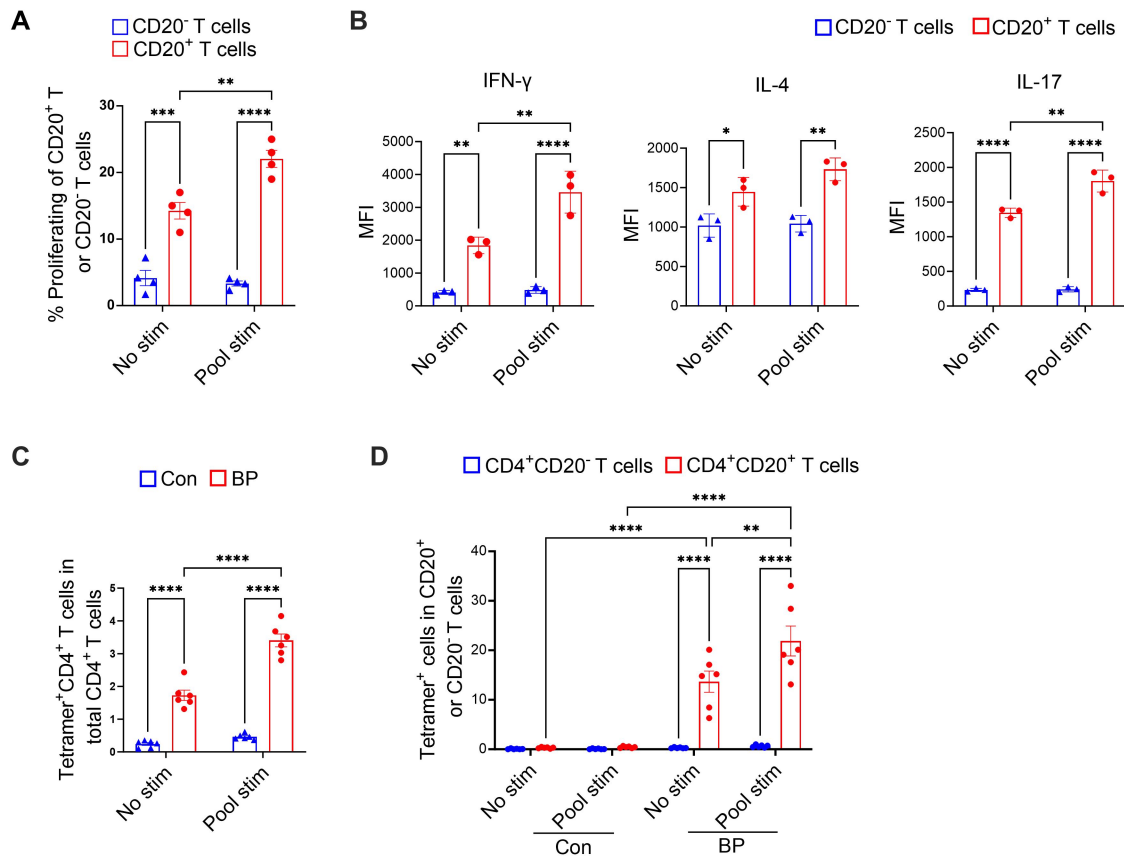 A
CD20⁻ T cells
CD20⁺ T cells
**
***
****
30
20
10
0
% Proliferating of CD20⁺ T
or CD20⁻ T cells
No stim
Pool stim
B
CD20⁻ T cells
CD20⁺ T cells
IFN-γ
**
**
****
5000
4000
3000
2000
1000
0
MFI
No stim
Pool stim
IL-4
*
**
2000
1500
1000
500
0
MFI
No stim
Pool stim
IL-17
**
****
****
2500
2000
1500
1000
500
0
MFI
No stim
Pool stim
C
Con
BP
****
****
****
5
4
3
2
1
0
Tetramer⁺CD4⁺ T cells in
total CD4⁺ T cells
No stim
Pool stim
D
CD4⁺CD20⁻ T cells
CD4⁺CD20⁺ T cells
****
****
**
****
****
40
30
20
10
0
Tetramer⁺ cells in CD20⁺
or CD20⁻ T cells
No stim
Pool stim
No stim
Pool stim
Con
BP